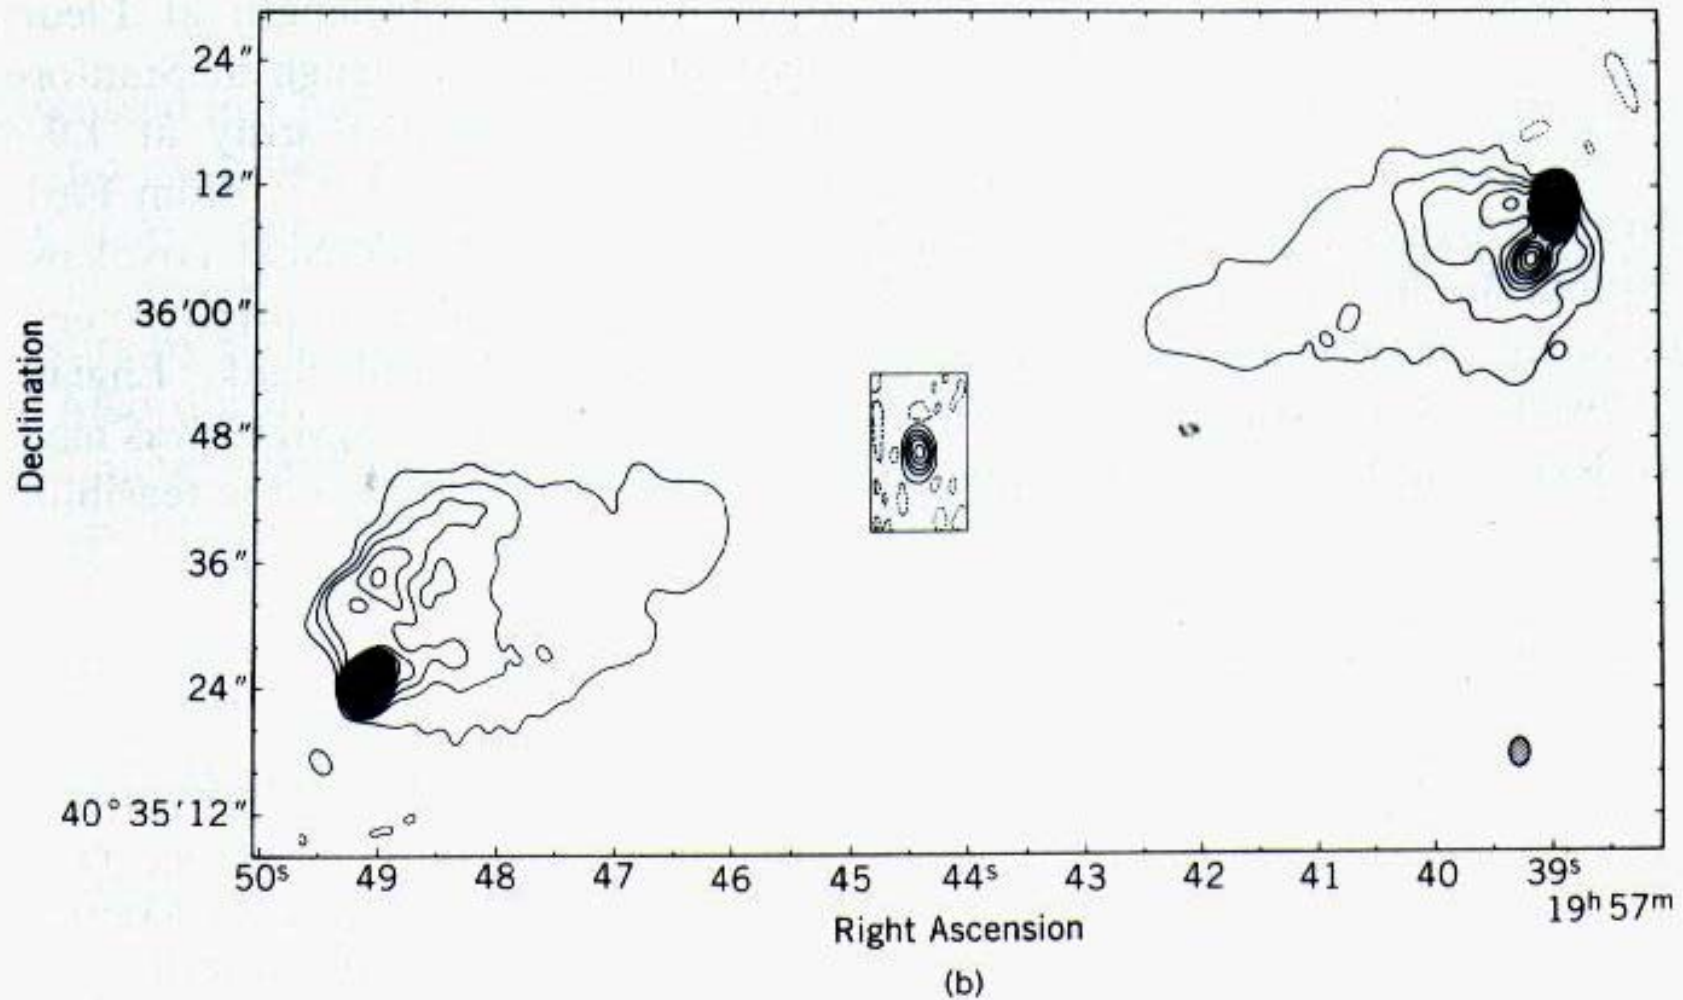 24"
12"
36'00"
48"
36"
24"
40° 35' 12"
Declination
50ˢ 49 48 47 46 45 44ˢ 43 42 41 40 39ˢ
19ʰ 57ᵐ
Right Ascension
(b)